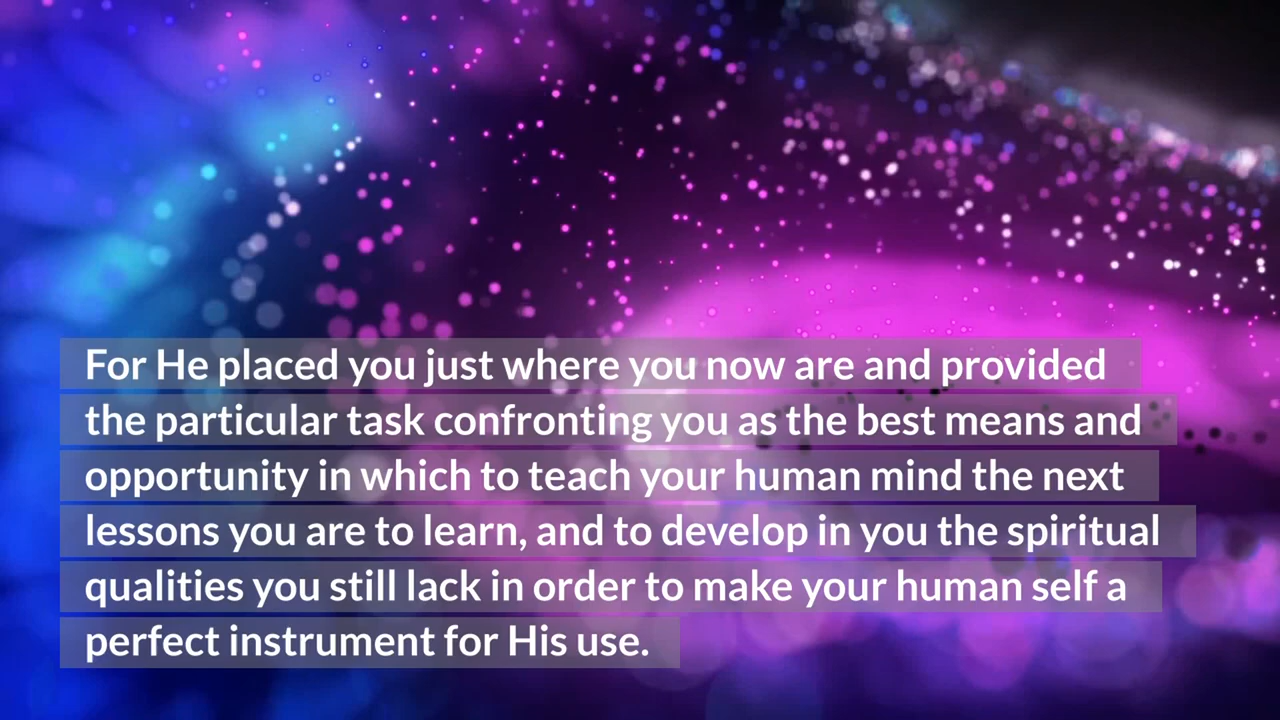 For He placed you just where you now are and provided
the particular task confronting you as the best means and
opportunity in which to teach your human mind the next
lessons you are to learn, and to develop in you the spiritual
qualities you still lack in order to make your human self a
perfect instrument for His use.